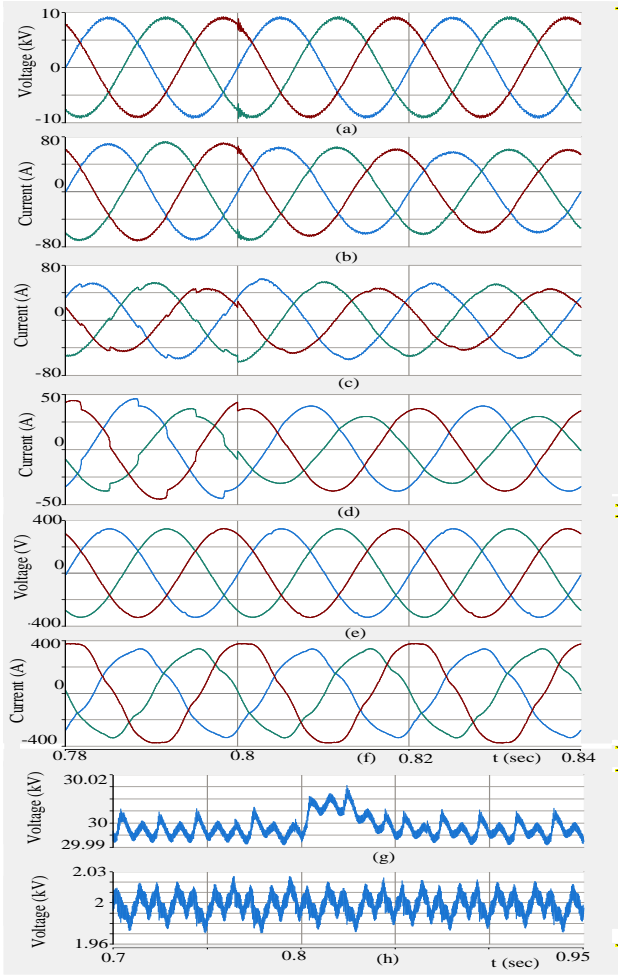 10
Voltage (kV)
0
-10
(a)
80
Current (A)
0
-80
(b)
80
Current (A)
0
-80
(c)
50
Current (A)
0
-50
(d)
400
Voltage (V)
0
-400
(e)
400
Current (A)
0
-400
0.78 0.8 (f) 0.82 t (sec) 0.84
30.02
Voltage (kV)
30
29.99
(g)
2.03
Voltage (kV)
2
1.96
0.7 0.8 (h) t (sec) 0.95